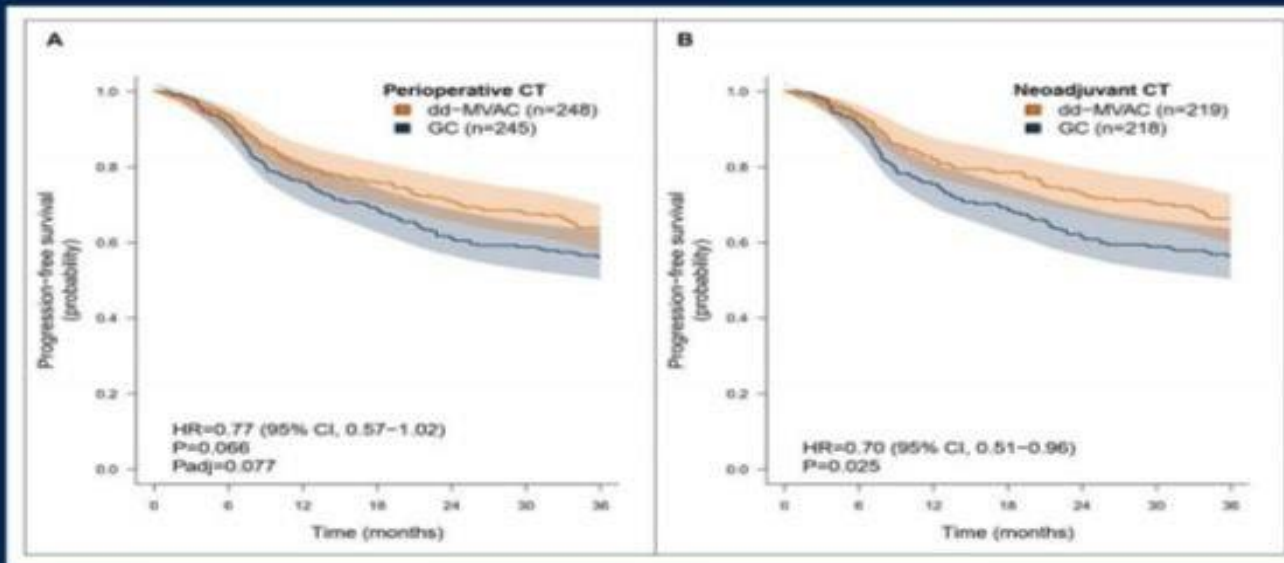 A
Perioperative CT
dd-MVAC (n=248)
GC (n=245)
Progression-free survival
(probability)
1.0
0.8
0.6
0.4
0.2
0.0
HR=0.77 (95% CI, 0.57-1.02)
P=0.066
Padj=0.077
0 6 12 18 24 30 36
Time (months)
B
Neoadjuvant CT
dd-MVAC (n=219)
GC (n=218)
Progression-free survival
(probability)
1.0
0.8
0.6
0.4
0.2
0.0
HR=0.70 (95% CI, 0.51-0.96)
P=0.025
0 6 12 18 24 30 36
Time (months)